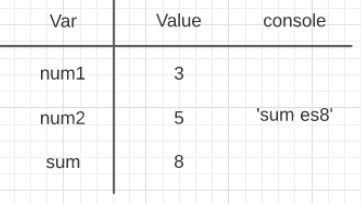 Var Value console
num1 3
num2 5 'sum es8'
sum 8